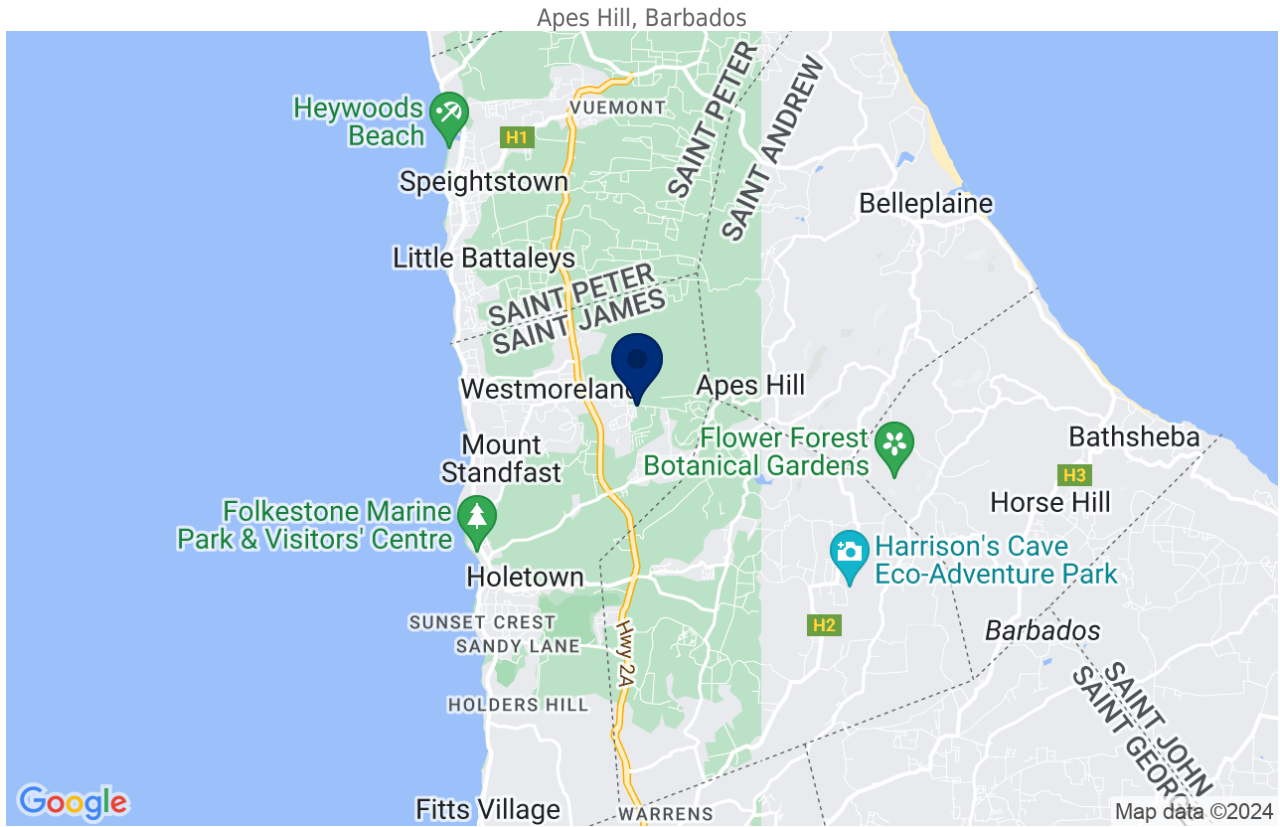 Apes Hill, Barbados
Heywoods
Beach
VUEMONT
H1
SAINT PETER
SAINT ANDREW
Speightstown
Belleplaine
Little Battaleys
SAINT PETER
SAINT JAMES
Westmoreland
Apes Hill
Mount
Standfast
Flower Forest
Botanical Gardens
Bathsheba
H3
Horse Hill
Folkestone Marine
Park & Visitors' Centre
Harrison's Cave
Eco-Adventure Park
Holetown
SUNSET CREST
SANDY LANE
H2
Barbados
Hwy 2A
HOLDERS HILL
SAINT JOHN
SAINT GEORG
Google
Fitts Village
WARRENS
Map data ©2024